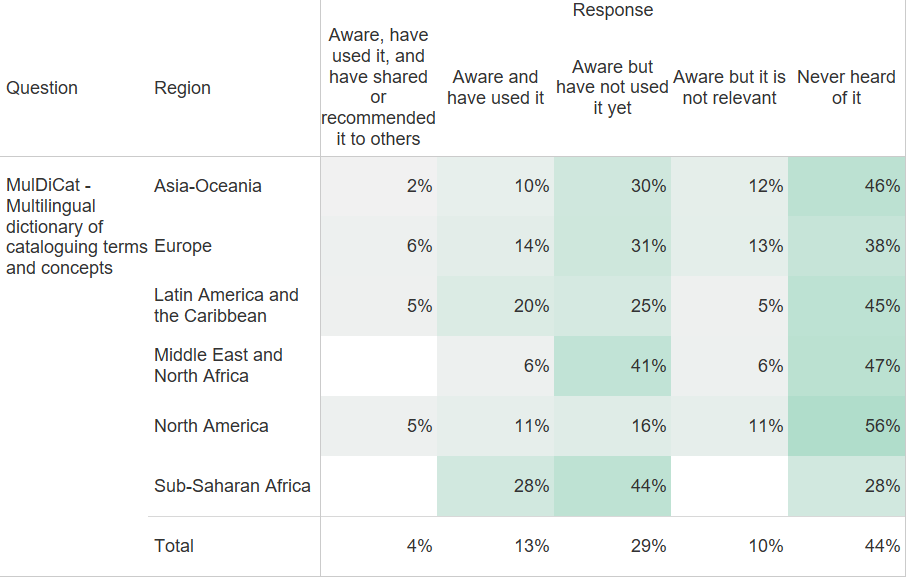 Response
Question
Region
Aware, have
used it, and
have shared
or
recommended
it to others
Aware and
have used it
Aware but
have not used
it yet
Aware but it is
not relevant
Never heard
of it
MulDiCat -
Multilingual
dictionary of
cataloguing terms
and concepts
Asia-Oceania 2% 10% 30% 12% 46%
Europe 6% 14% 31% 13% 38%
Latin America and
the Caribbean
5% 20% 25% 5% 45%
Middle East and
North Africa
6% 41% 6% 47%
North America 5% 11% 16% 11% 56%
Sub-Saharan Africa 28% 44% 28%
Total 4% 13% 29% 10% 44%